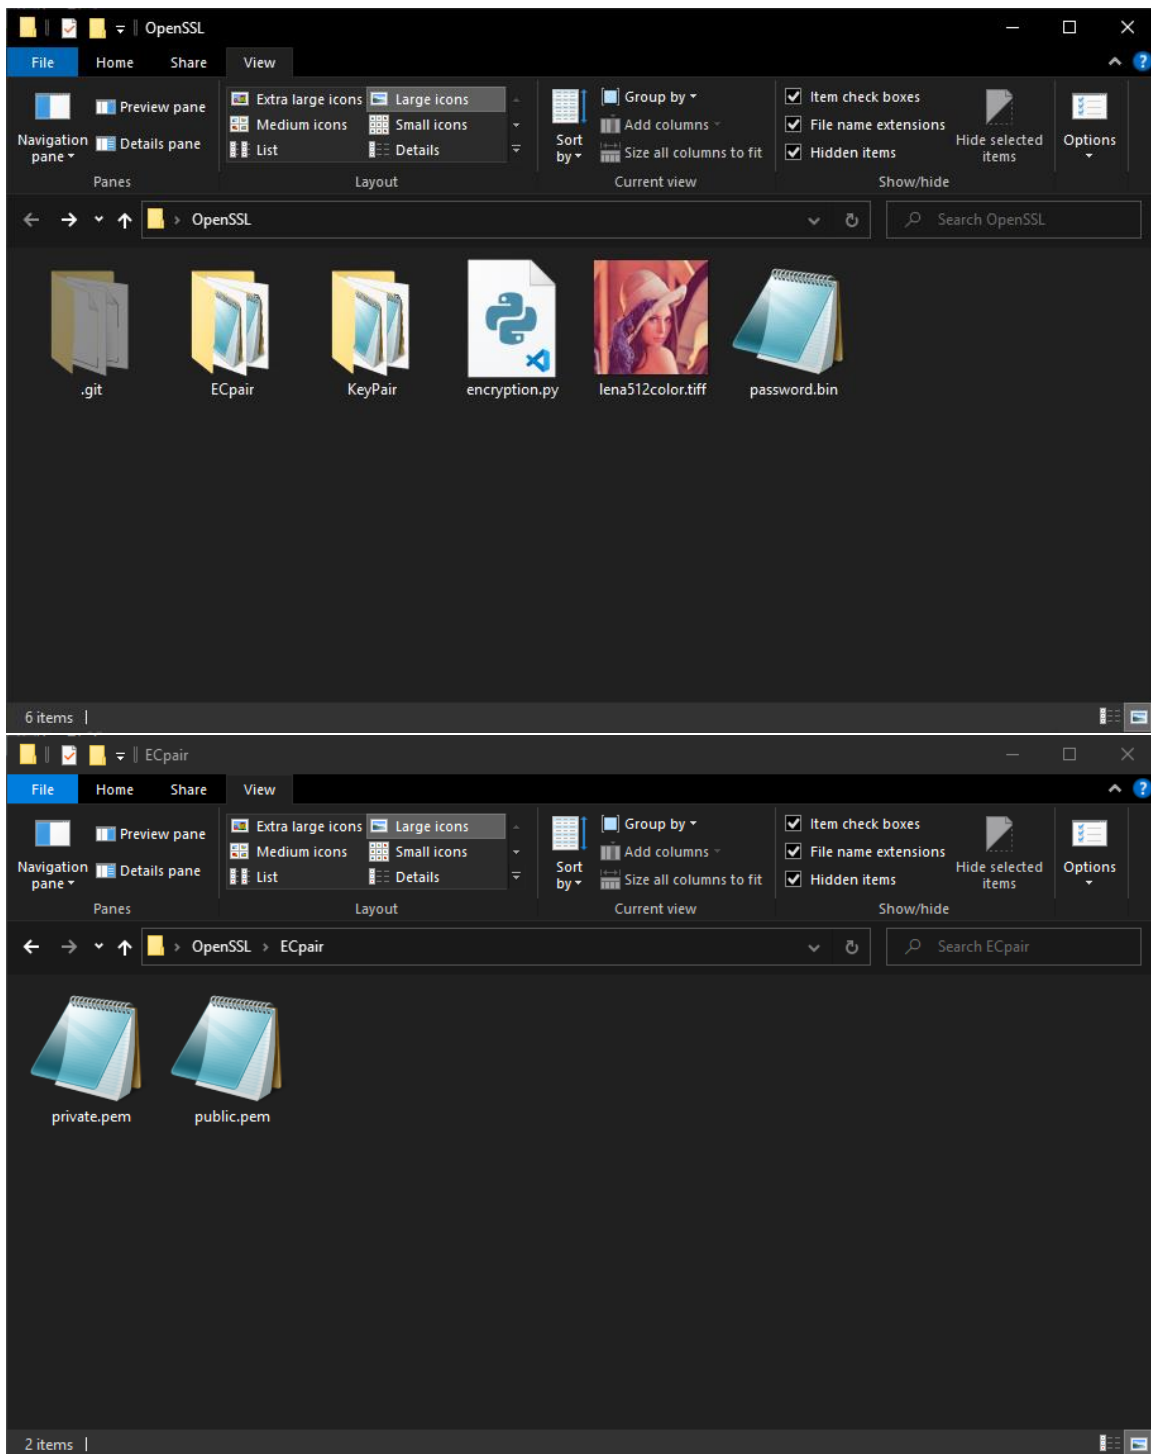 OpenSSL
File Home Share View
Navigation pane
Preview pane
Details pane
Panes
Extra large icons Large icons
Medium icons Small icons
List Details
Layout
Sort by
Group by
Add columns
Size all columns to fit
Current view
Item check boxes
File name extensions
Hidden items
Hide selected items
Show/hide
Options
OpenSSL
Search OpenSSL
.git ECpair KeyPair encryption.py lena512color.tiff password.bin
6 items
ECpair
File Home Share View
Navigation pane
Preview pane
Details pane
Panes
Extra large icons Large icons
Medium icons Small icons
List Details
Layout
Sort by
Group by
Add columns
Size all columns to fit
Current view
Item check boxes
File name extensions
Hidden items
Hide selected items
Show/hide
Options
OpenSSL > ECpair
Search ECpair
private.pem public.pem
2 items